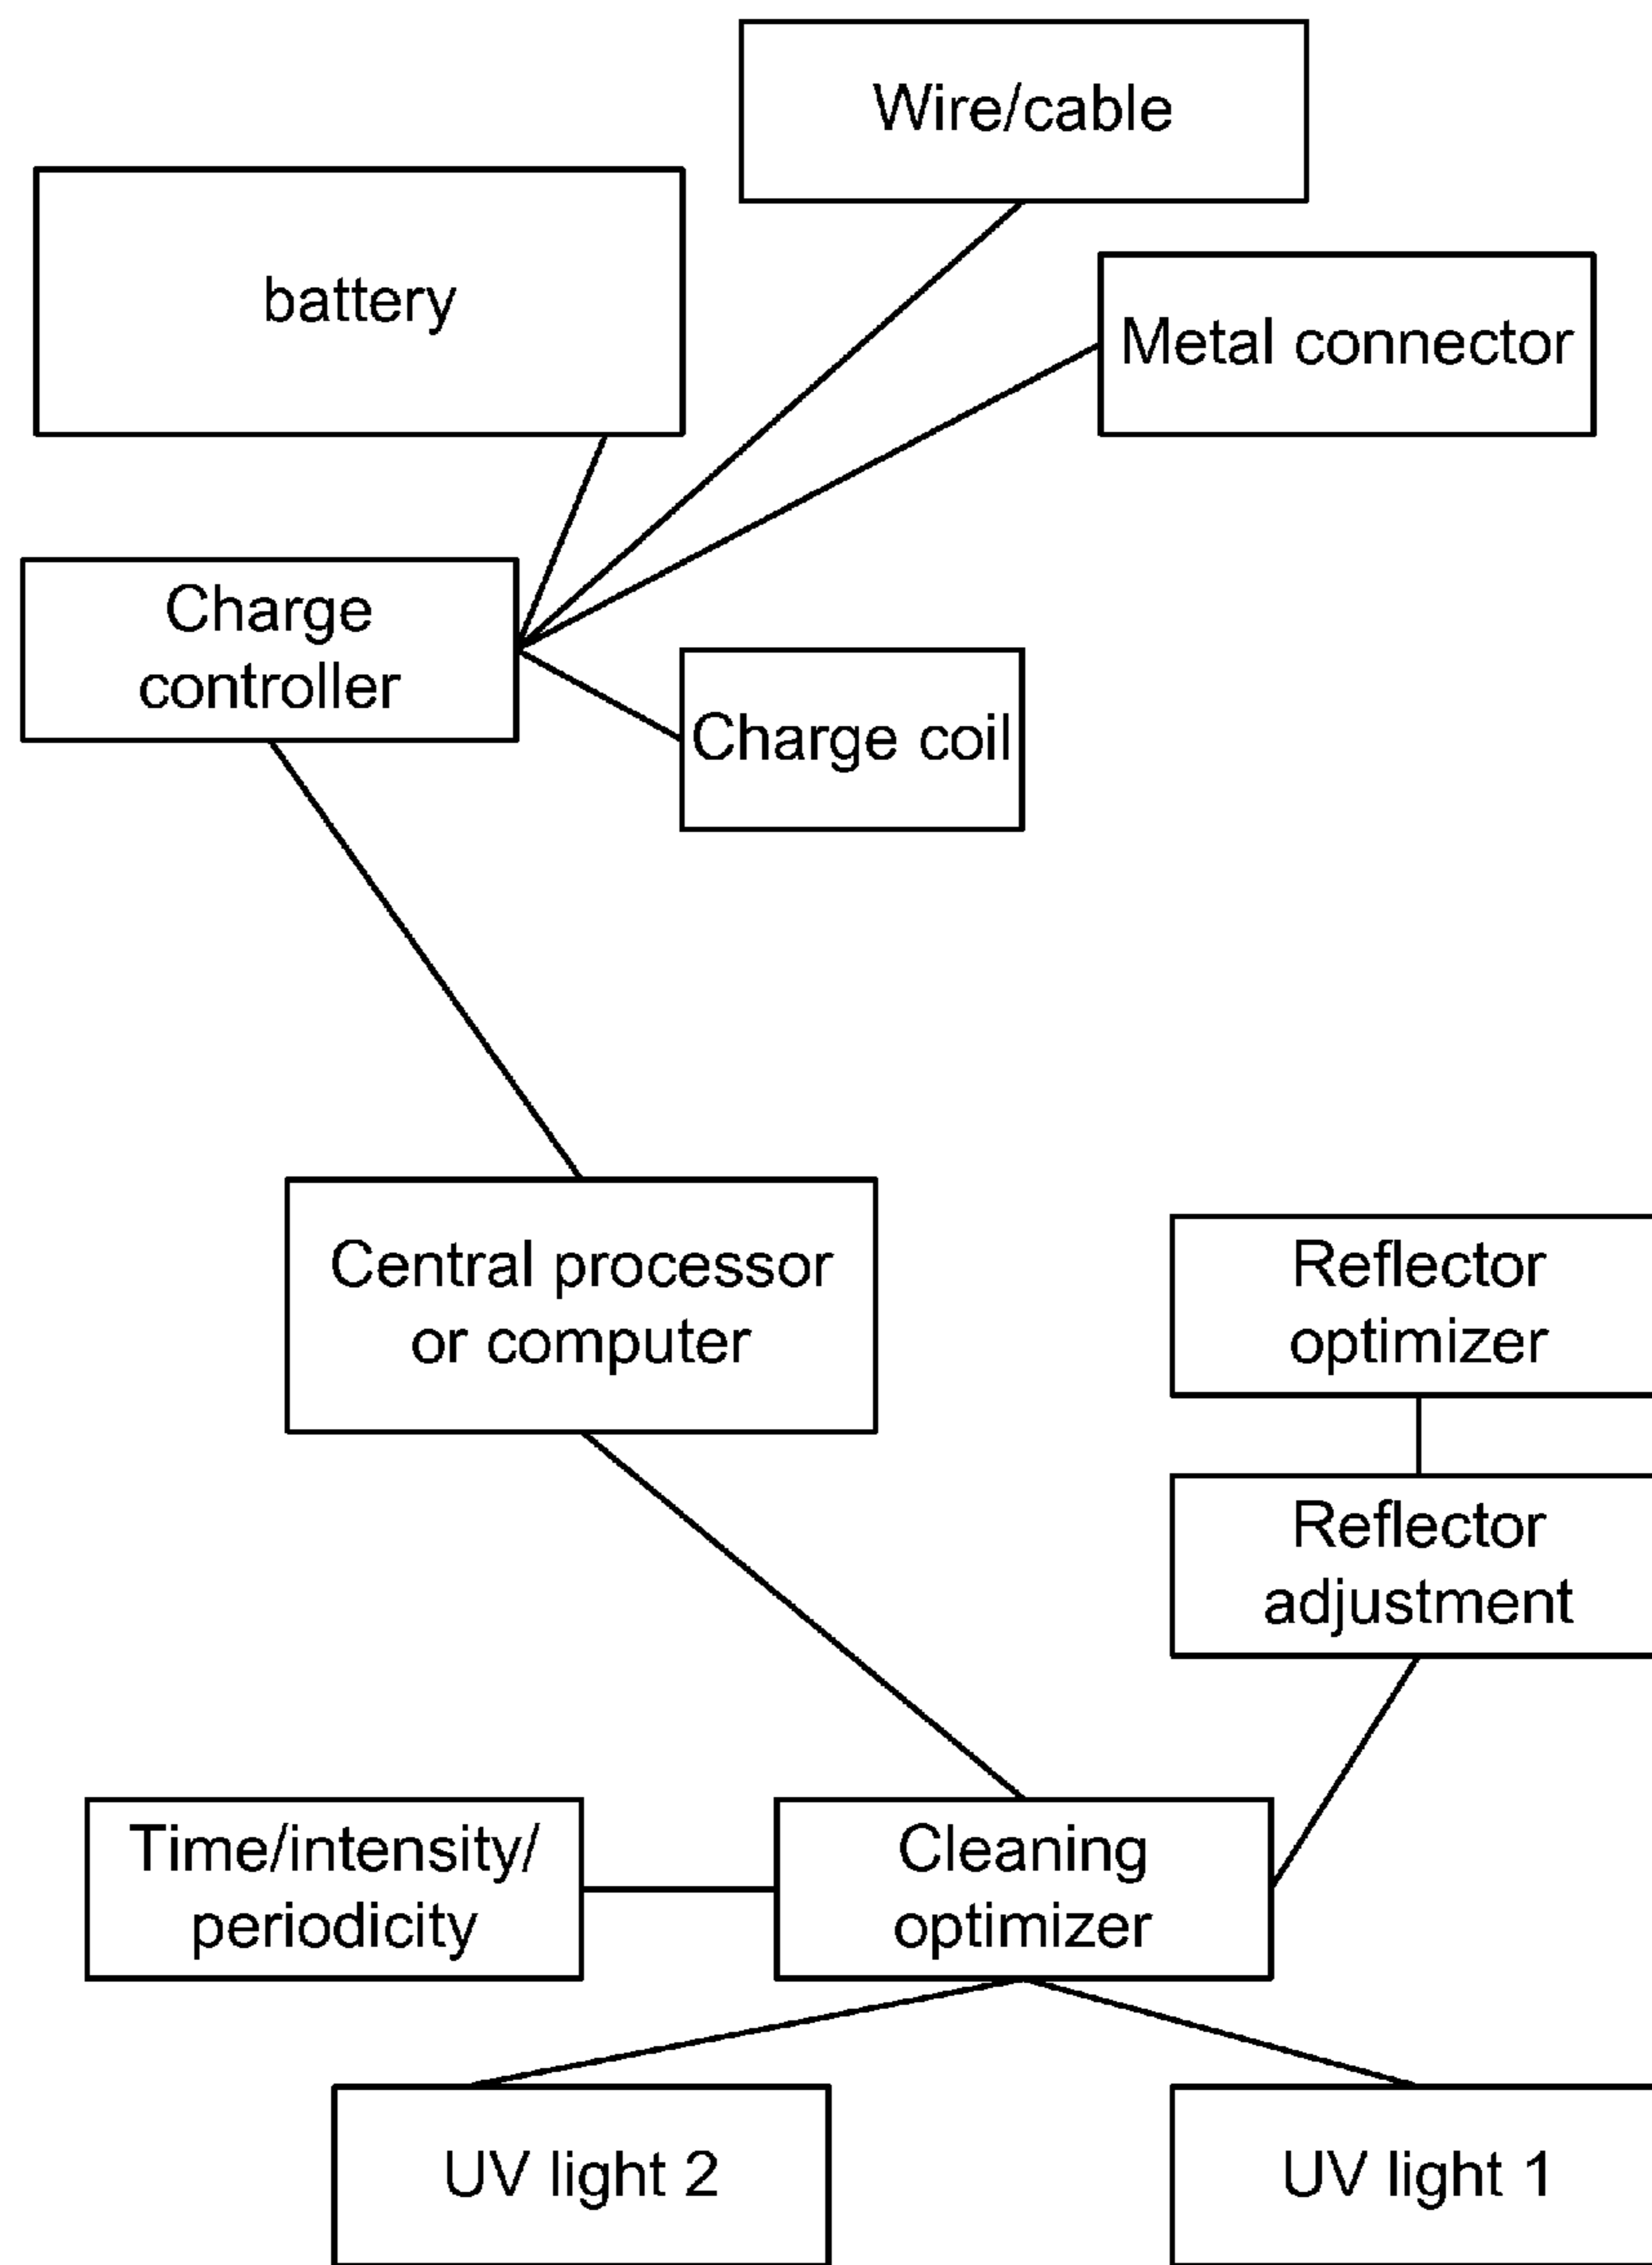 Wire/cable
battery
Metal connector
Charge
controller
Charge coil
Central processor
or computer
Reflector
optimizer
Reflector
adjustment
Time/intensity/
periodicity
Cleaning
optimizer
UV light 2
UV light 1